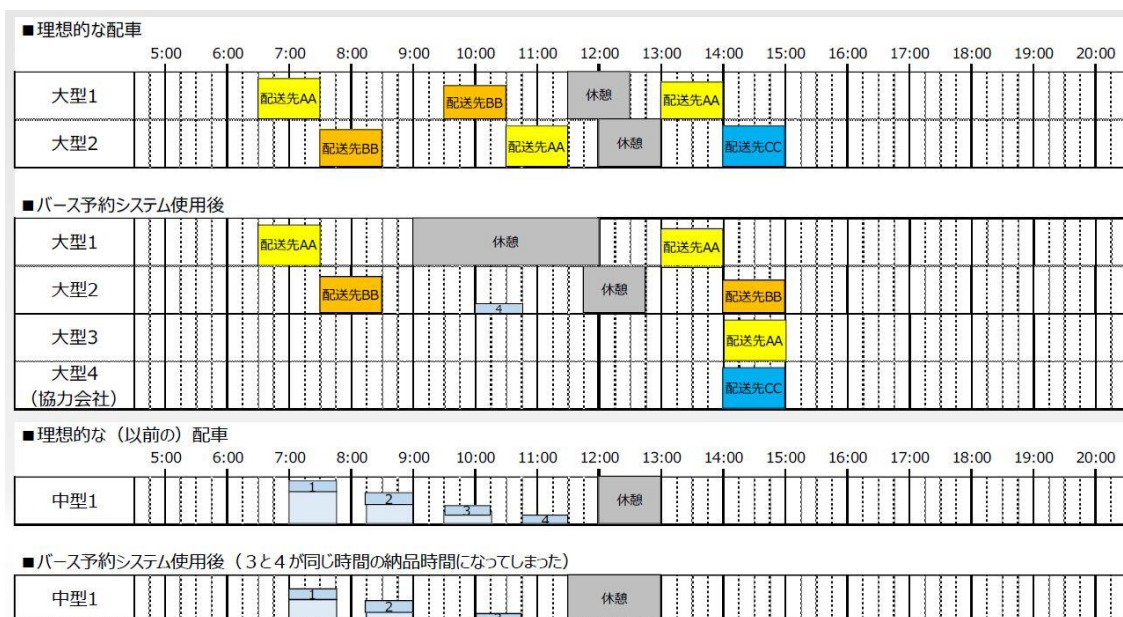 ■理想的な配車
5:00 6:00 7:00 8:00 9:00 10:00 11:00 12:00 13:00 14:00 15:00 16:00 17:00 18:00 19:00 20:00
大型1 配送先AA 配送先BB 休憩 配送先AA
大型2 配送先BB 配送先AA 休憩 配送先CC
■バース予約システム使用後
大型1 配送先AA 休憩 配送先AA
大型2 配送先BB 4 休憩 配送先BB
大型3 配送先AA
大型4 配送先CC
（協力会社）
■理想的な（以前の）配車
5:00 6:00 7:00 8:00 9:00 10:00 11:00 12:00 13:00 14:00 15:00 16:00 17:00 18:00 19:00 20:00
中型1 1 2 3 4 休憩
■バース予約システム使用後（３と４が同じ時間の納品時間になってしまった）
中型1 1 2 休憩